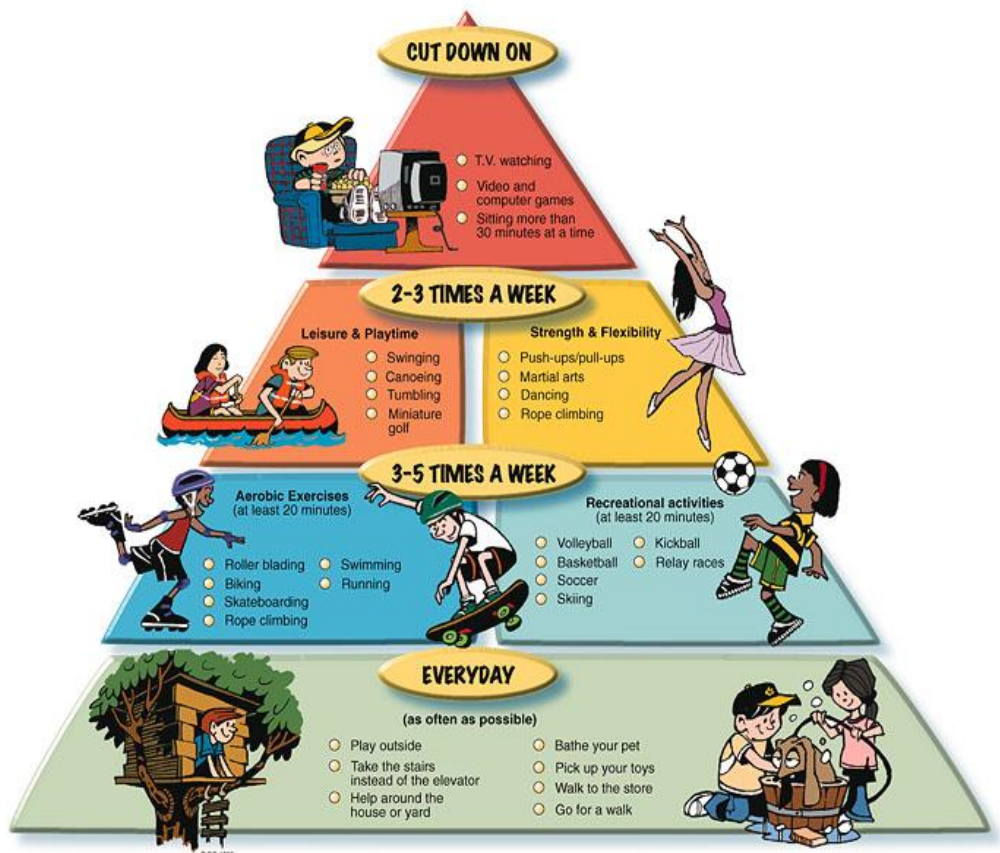 CUT DOWN ON
T.V. watching
Video and
computer games
Sitting more than
30 minutes at a time
2-3 TIMES A WEEK
Leisure & Playtime
Swinging
Canoeing
Tumbling
Miniature
golf
Strength & Flexibility
Push-ups/pull-ups
Martial arts
Dancing
Rope climbing
3-5 TIMES A WEEK
Aerobic Exercises
(at least 20 minutes)
Roller blading
Biking
Skateboarding
Rope climbing
Swimming
Running
Recreational activities
(at least 20 minutes)
Volleyball
Basketball
Soccer
Skiing
Kickball
Relay races
EVERYDAY
(as often as possible)
Play outside
Take the stairs
instead of the elevator
Help around the
house or yard
Bathe your pet
Pick up your toys
Walk to the store
Go for a walk